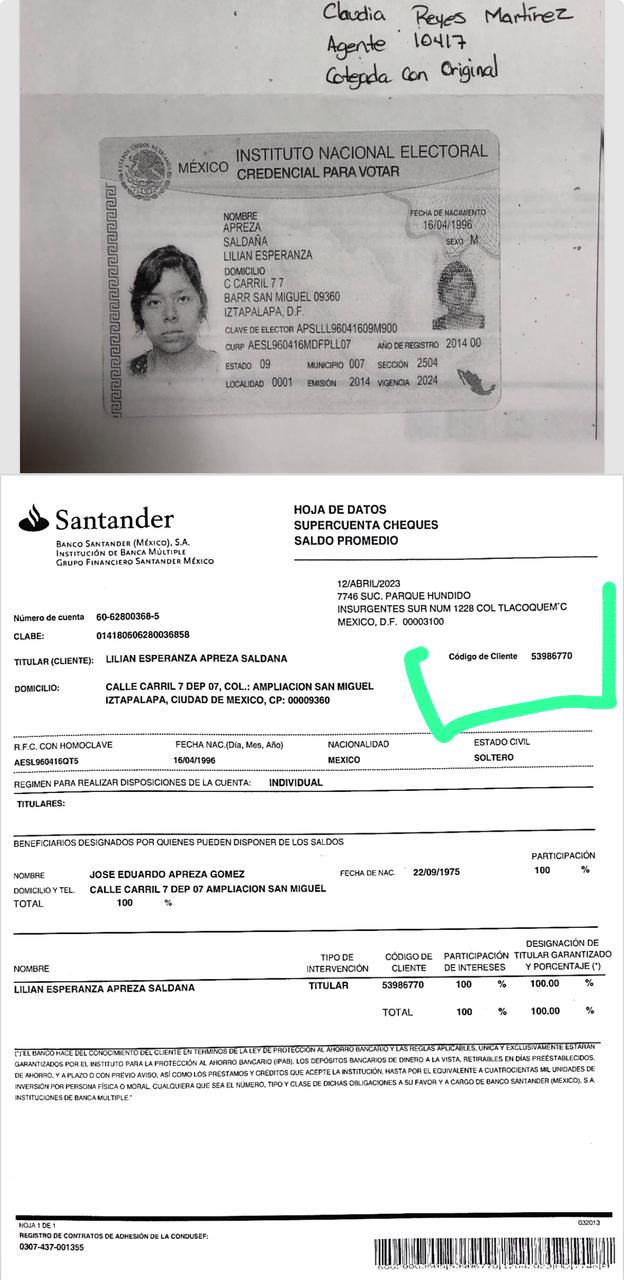 Claudia Reyes Martínez
Agente 10417
Cotejada Con Original
MÉXICO INSTITUTO NACIONAL ELECTORAL
CREDENCIAL PARA VOTAR
NOMBRE
APREZA
SALDAÑA
LILIAN ESPERANZA
FECHA DE NACIMIENTO
16/04/1996
SEXO M
DOMICILIO
C CARRIL 7 7
BARR SAN MIGUEL 09360
IZTAPALAPA, D.F.
CLAVE DE ELECTOR APSLLL96041609M900
CURP AESL960416MDFPLL07 AÑO DE REGISTRO 2014 00
ESTADO 09 MUNICIPIO 007 SECCIÓN 2504
LOCALIDAD 0001 EMISIÓN 2014 VIGENCIA 2024
Santander
BANCO SANTANDER (MÉXICO), S.A.
INSTITUCIÓN DE BANCA MÚLTIPLE
GRUPO FINANCIERO SANTANDER MÉXICO
HOJA DE DATOS
SUPERCUENTA CHEQUES
SALDO PROMEDIO
12/ABRIL/2023
7746 SUC. PARQUE HUNDIDO
INSURGENTES SUR NUM 1228 COL TLACOQUEM'C
MEXICO, D.F. 00003100
Número de cuenta 60-62800368-5
CLABE: 014180606280036858
TITULAR (CLIENTE): LILIAN ESPERANZA APREZA SALDANA
Código de Cliente 53986770
DOMICILIO: CALLE CARRIL 7 DEP 07, COL.: AMPLIACION SAN MIGUEL
IZTAPALAPA, CIUDAD DE MEXICO, CP: 00009360
R.F.C. CON HOMOCLAVE FECHA NAC.(Día, Mes, Año) NACIONALIDAD ESTADO CIVIL
AESL960416QT5 16/04/1996 MEXICO SOLTERO
REGIMEN PARA REALIZAR DISPOSICIONES DE LA CUENTA: INDIVIDUAL
TITULARES:
BENEFICIARIOS DESIGNADOS POR QUIENES PUEDEN DISPONER DE LOS SALDOS
PARTICIPACIÓN
NOMBRE JOSE EDUARDO APREZA GOMEZ FECHA DE NAC. 22/09/1975 100 %
DOMICILIO Y TEL. CALLE CARRIL 7 DEP 07 AMPLIACION SAN MIGUEL
TOTAL 100 %
NOMBRE TIPO DE INTERVENCIÓN CÓDIGO DE CLIENTE PARTICIPACIÓN DE INTERESES DESIGNACIÓN DE TITULAR GARANTIZADO Y PORCENTAJE (*)
LILIAN ESPERANZA APREZA SALDANA TITULAR 53986770 100 % 100.00 %
TOTAL 100 % 100.00 %
(*)"EL BANCO HACE DEL CONOCIMIENTO DEL CLIENTE EN TERMINOS DE LA LEY DE PROTECCIÓN AL AHORRO BANCARIO Y LAS REGLAS APLICABLES, UNICA Y EXCLUSIVAMENTE ESTARAN
GARANTIZADOS POR EL INSTITUTO PARA LA PROTECCIÓN AL AHORRO BANCARIO (IPAB), LOS DEPÓSITOS BANCARIOS DE DINERO A LA VISTA, RETIRABLES EN DÍAS PREESTABLECIDOS,
DE AHORRO, Y A PLAZO O CON PREVIO AVISO, ASÍ COMO LOS PRÉSTAMOS Y CRÉDITOS QUE ACEPTE LA INSTITUCIÓN, HASTA POR EL EQUIVALENTE A CUATROCIENTAS MIL UNIDADES DE
INVERSIÓN POR PERSONA FÍSICA O MORAL, CUALQUIERA QUE SEA EL NÚMERO, TIPO Y CLASE DE DICHAS OBLIGACIONES A SU FAVOR Y A CARGO DE BANCO SANTANDER (MÉXICO), S.A.
INSTITUCIONES DE BANCA MÚLTIPLE."
HOJA 1 DE 1 032013
REGISTRO DE CONTRATOS DE ADHESIÓN DE LA CONDUSEF:
0307-437-001355